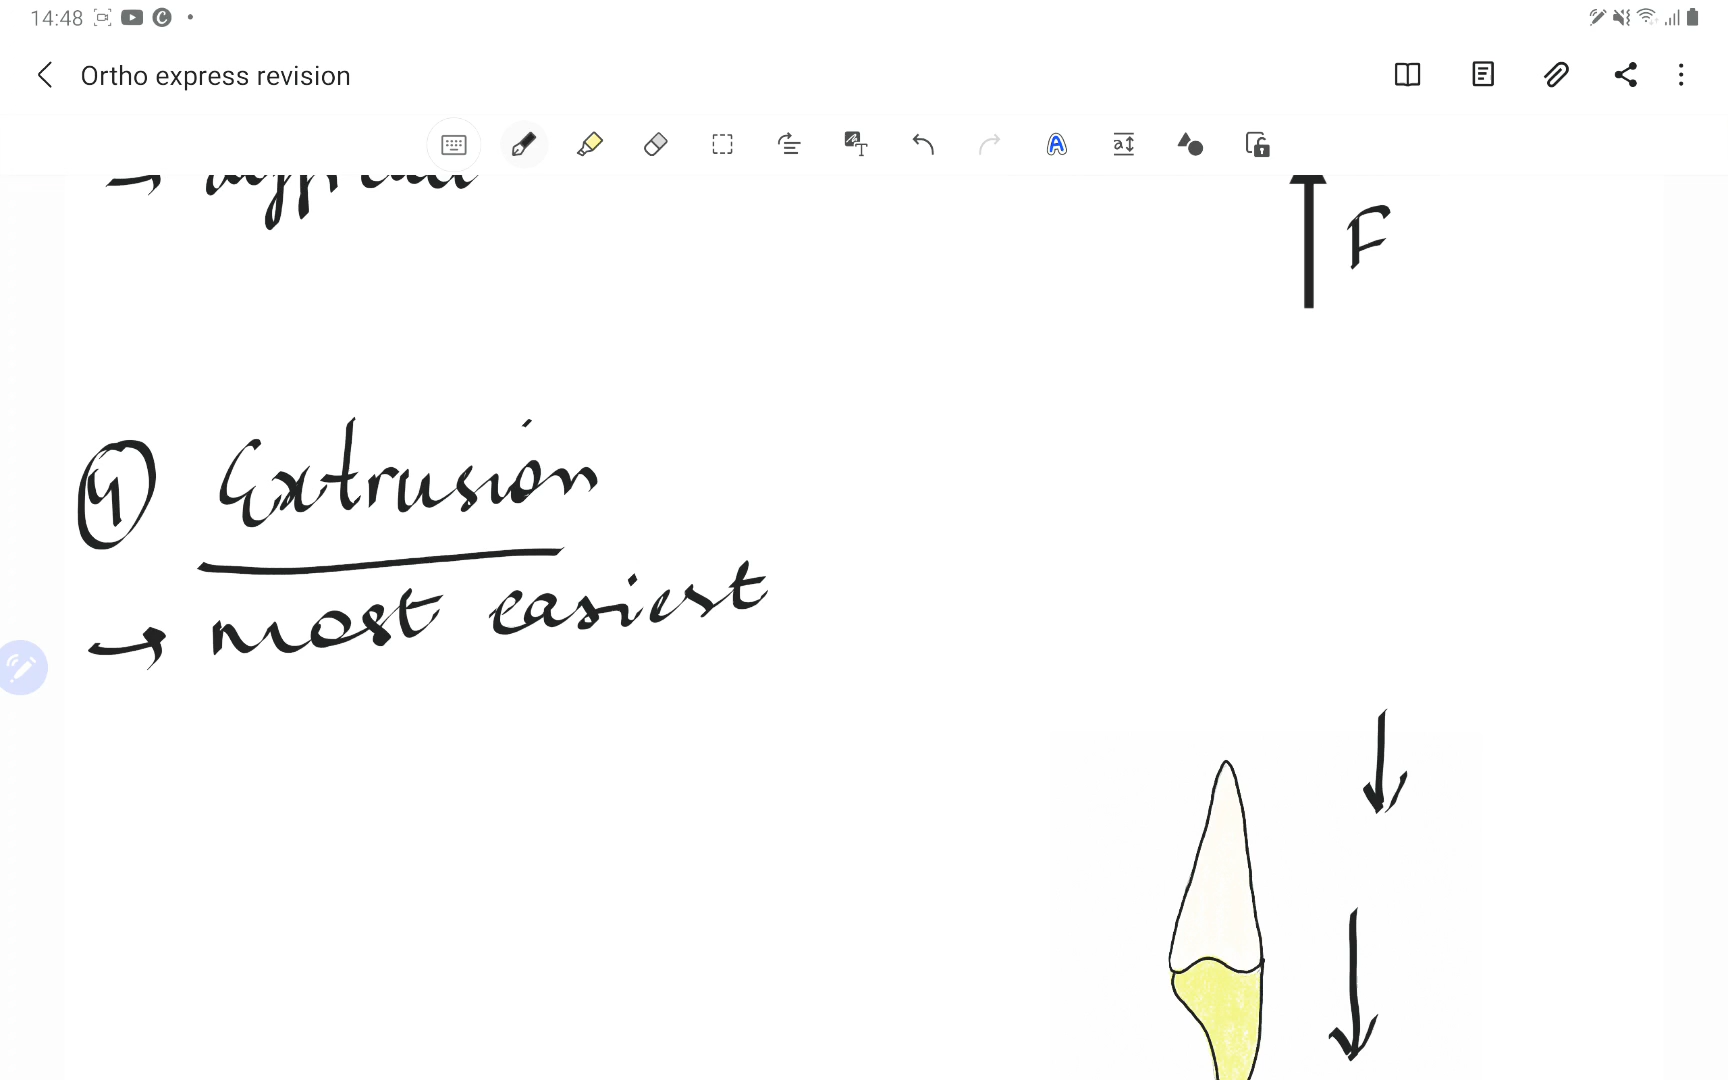 14:48
Ortho express revision
→
F
④ Extrusion
→ most easiest